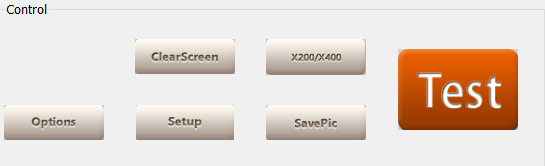 Control
ClearScreen
X200/X400
Test
Options
Setup
SavePic